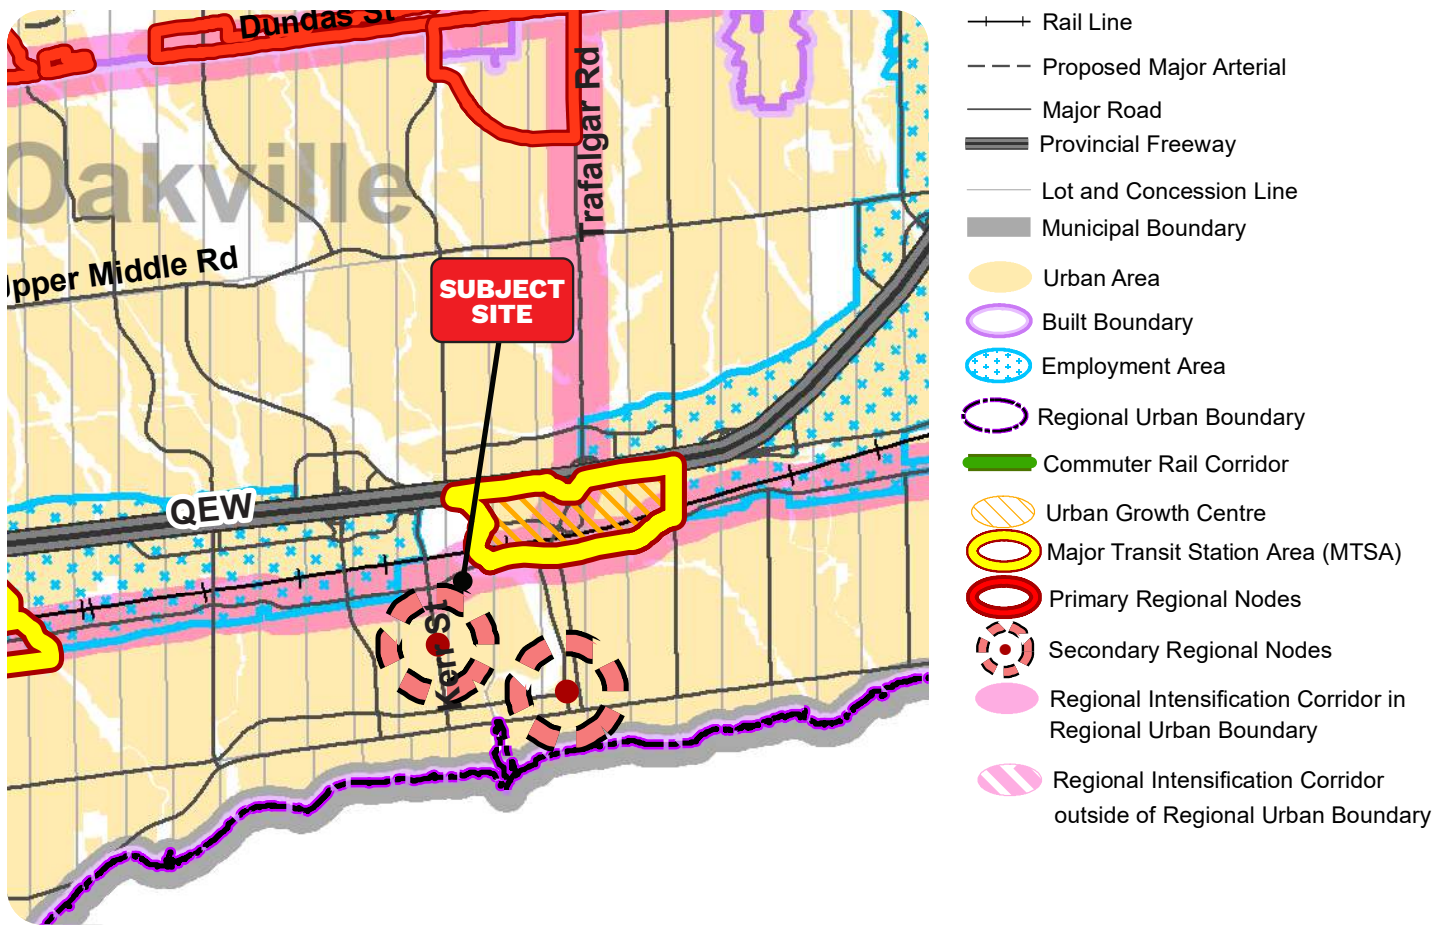 Dundas St
Trafalgar Rd
Oakville
Upper Middle Rd
SUBJECT
SITE
QEW
Kerr St
Rail Line
Proposed Major Arterial
Major Road
Provincial Freeway
Lot and Concession Line
Municipal Boundary
Urban Area
Built Boundary
Employment Area
Regional Urban Boundary
Commuter Rail Corridor
Urban Growth Centre
Major Transit Station Area (MTSA)
Primary Regional Nodes
Secondary Regional Nodes
Regional Intensification Corridor in
Regional Urban Boundary
Regional Intensification Corridor
outside of Regional Urban Boundary